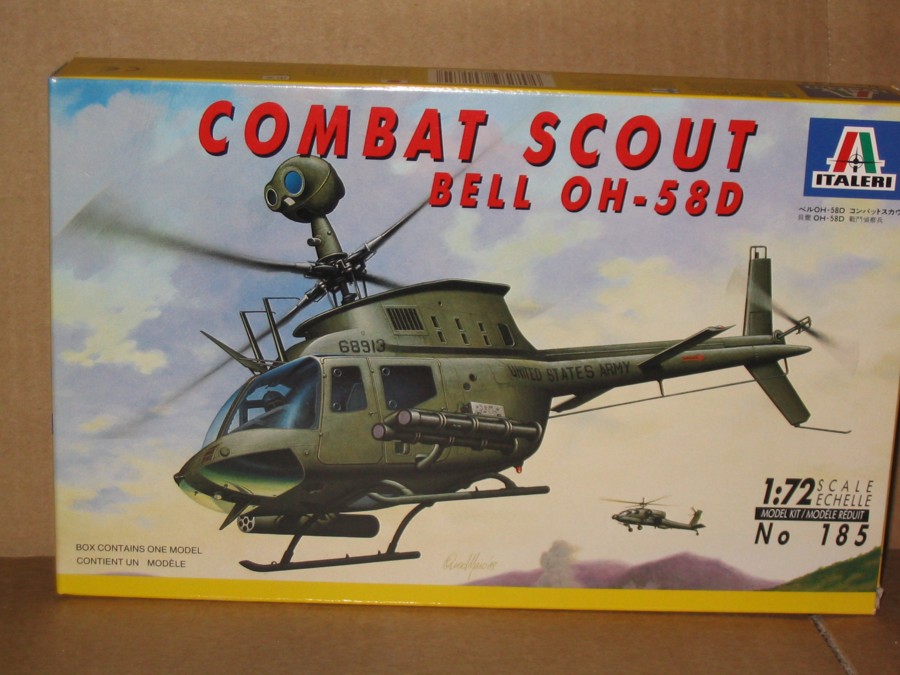 COMBAT SCOUT
BELL OH-58D
ITALERI
ベルOH-58D コンバットスカウ
OH-58D
68913
UNITED STATES ARMY
1:72 SCALE
ECHELLE
MODEL KIT / MODÈLE RÉDUIT
No 185
BOX CONTAINS ONE MODEL
CONTIENT UN MODÈLE